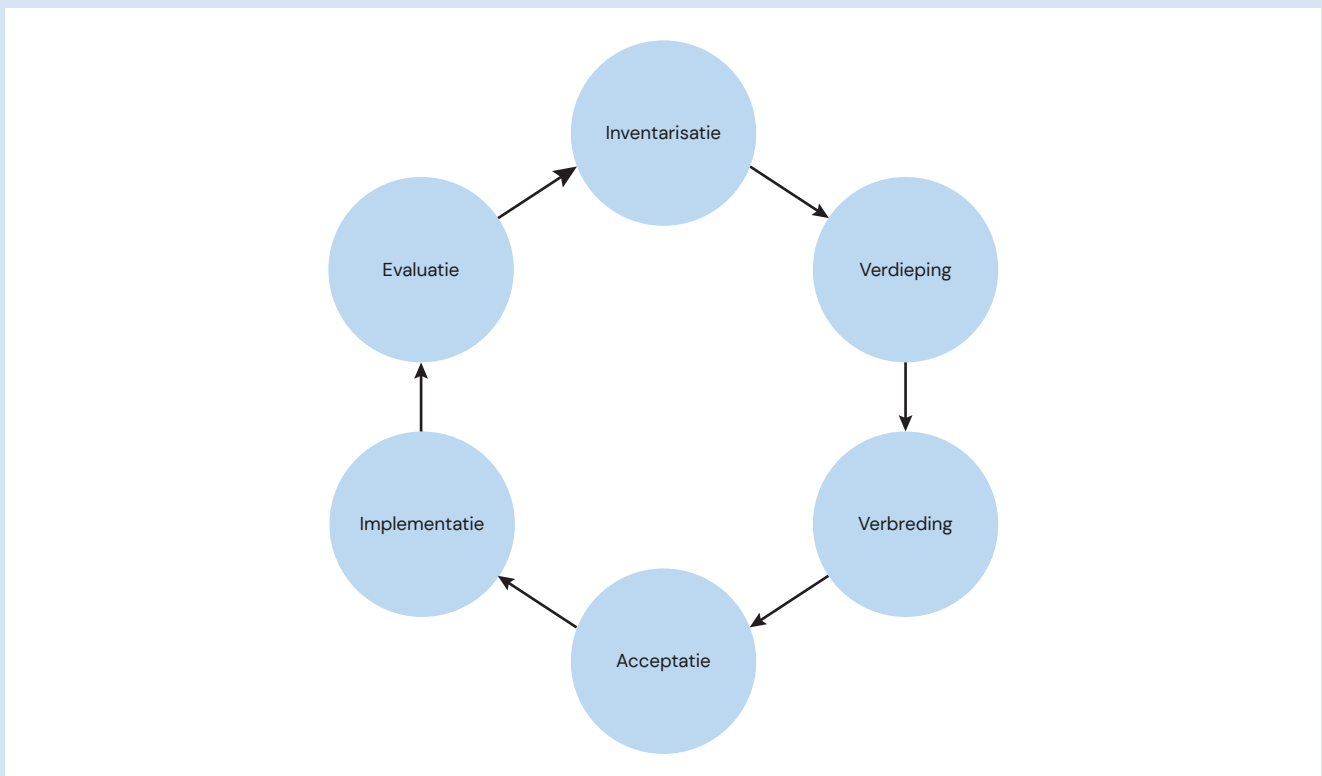 Inventarisatie
Verdieping
Verbreding
Acceptatie
Implementatie
Evaluatie